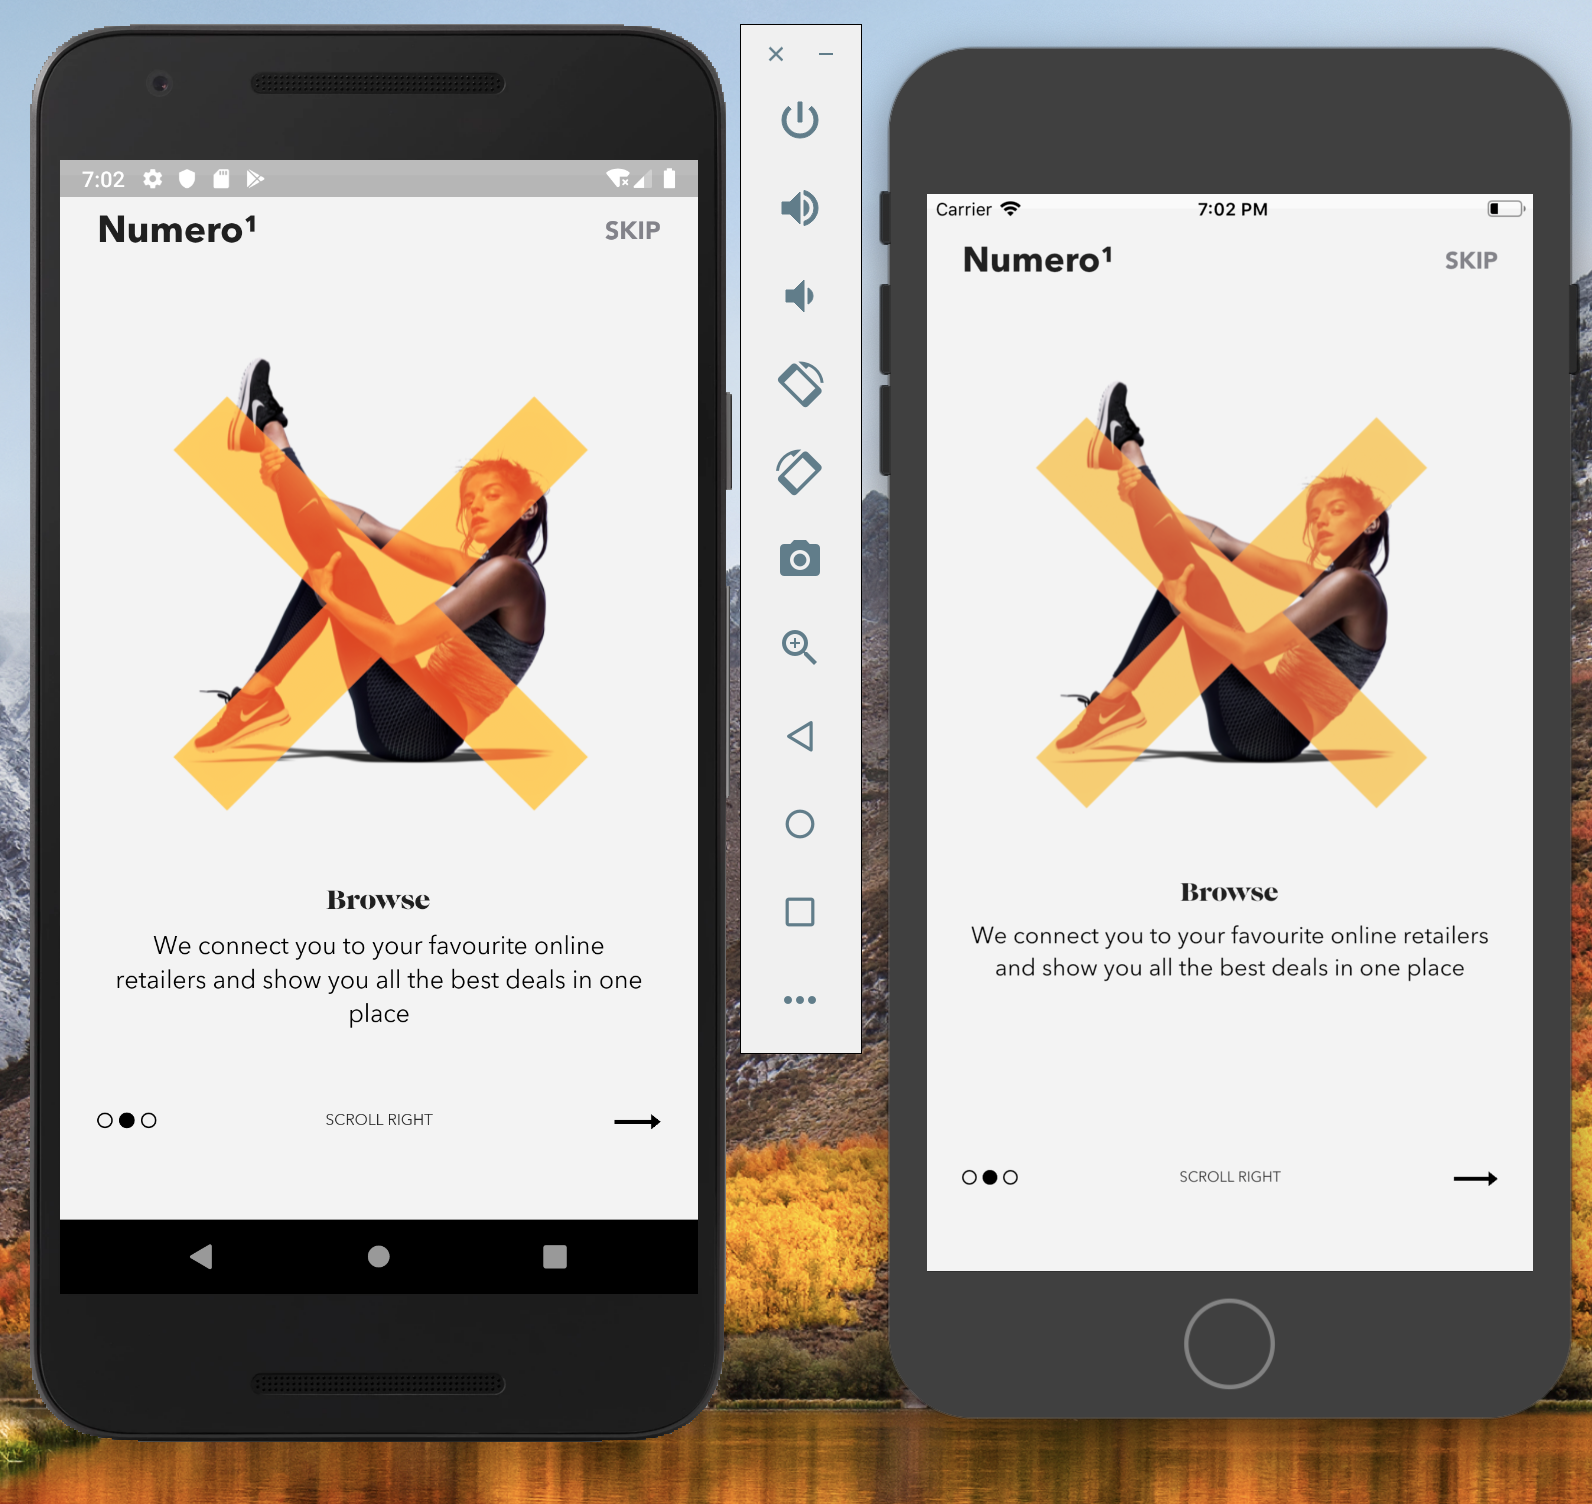 7:02
Numero¹
SKIP
Browse
We connect you to your favourite online
retailers and show you all the best deals in one
place
SCROLL RIGHT
Carrier
7:02 PM
Numero¹
SKIP
Browse
We connect you to your favourite online retailers
and show you all the best deals in one place
SCROLL RIGHT